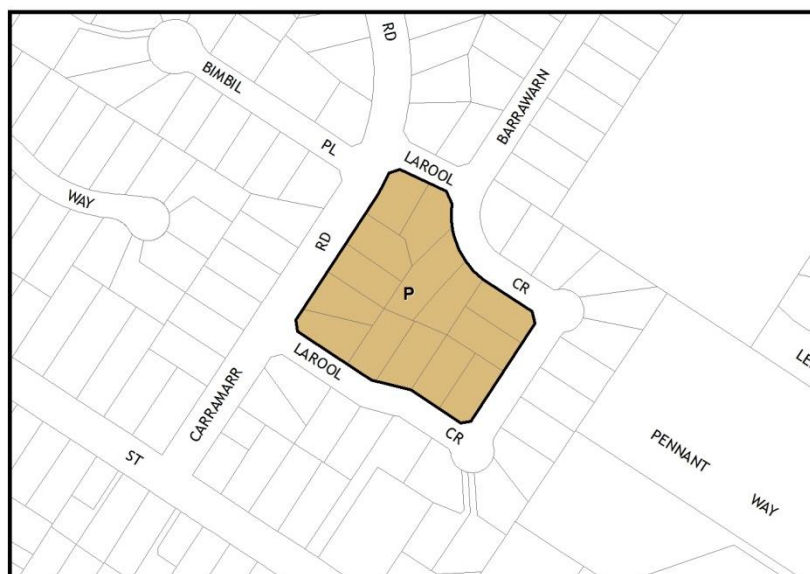 RD
BIMBIL
PL
BARRAWARN
LAROOL
WAY
RD
P
CR
LAROOL
CARRAMARR
CR
ST
PENNANT
WAY